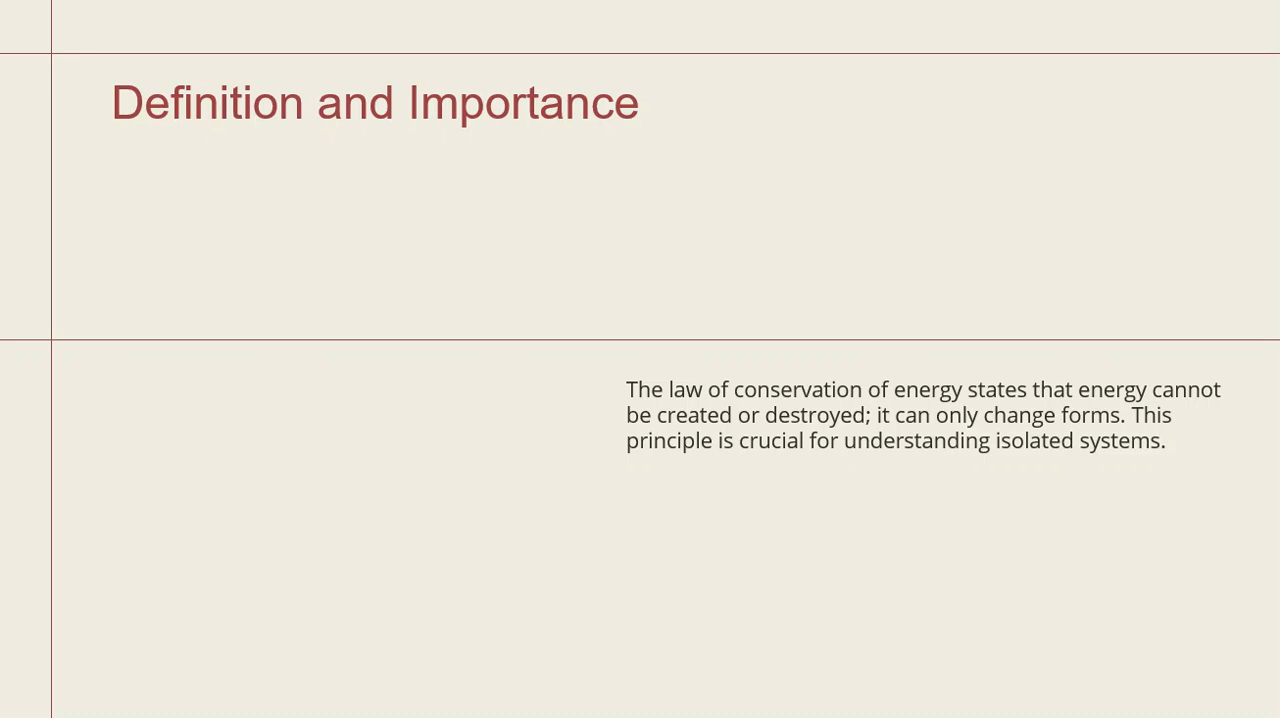 Definition and Importance
The law of conservation of energy states that energy cannot
be created or destroyed; it can only change forms. This
principle is crucial for understanding isolated systems.